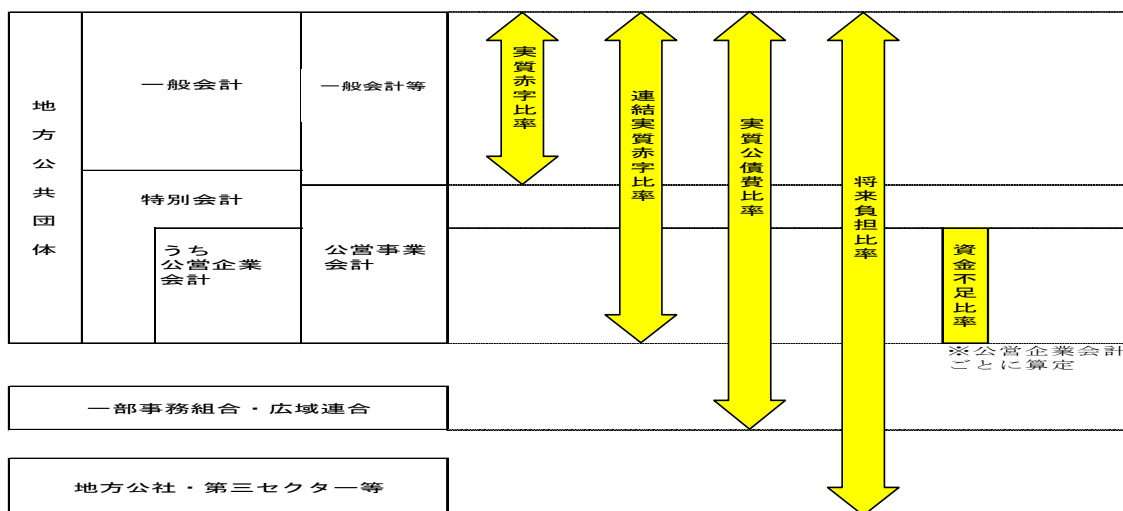 地方公共団体
一般会計
一般会計等
特別会計
うち
公営企業
会計
公営事業
会計
実質赤字比率
連結実質赤字比率
実質公債費比率
将来負担比率
資金不足比率
※公営企業会計
ごとに算定
一部事務組合・広域連合
地方公社・第三セクター等